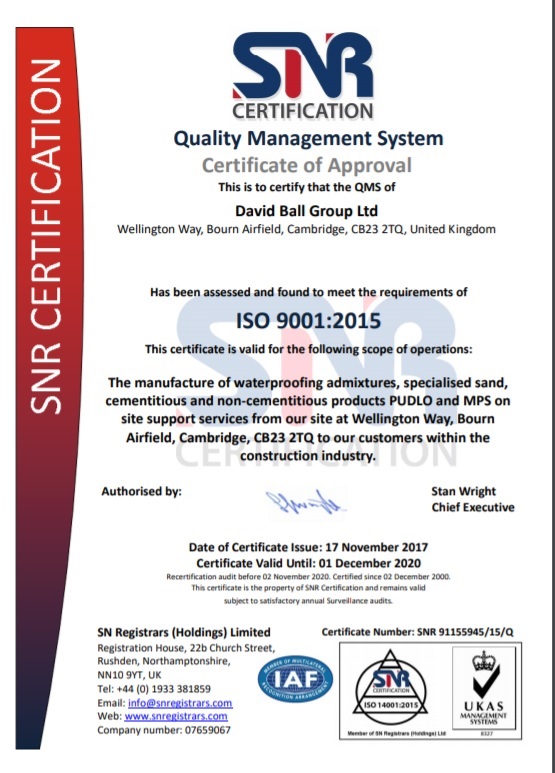 SNR CERTIFICATION
SNR
CERTIFICATION
Quality Management System
Certificate of Approval
This is to certify that the QMS of
David Ball Group Ltd
Wellington Way, Bourn Airfield, Cambridge, CB23 2TQ, United Kingdom
Has been assessed and found to meet the requirements of
ISO 9001:2015
This certificate is valid for the following scope of operations:
The manufacture of waterproofing admixtures, specialised sand,
cementitious and non-cementitious products PUDLO and MPS on
site support services from our site at Wellington Way, Bourn
Airfield, Cambridge, CB23 2TQ to our customers within the
construction industry.
SNR
CERTIFICATION
Authorised by:
Stan Wright
Chief Executive
Date of Certificate Issue: 17 November 2017
Certificate Valid Until: 01 December 2020
Recertification audit before 02 November 2020. Certified since 02 December 2000.
This certificate is the property of SNR Certification and remains valid
subject to satisfactory annual Surveillance audits.
SN Registrars (Holdings) Limited
Registration House, 22b Church Street,
Rushden, Northamptonshire,
NN10 9YT, UK
Tel: +44 (0) 1933 381859
Email: info@snregistrars.com
Web: www.snregistrars.com
Company number: 07659067
MEMBER OF MULTILATERAL
IAF
RECOGNITION ARRANGEMENT
Certificate Number: SNR 91155945/15/Q
SNR
CERTIFICATION
ISO 14001:2015
Member of SN Registrars (Holdings) Ltd
UKAS
MANAGEMENT
SYSTEMS
8327